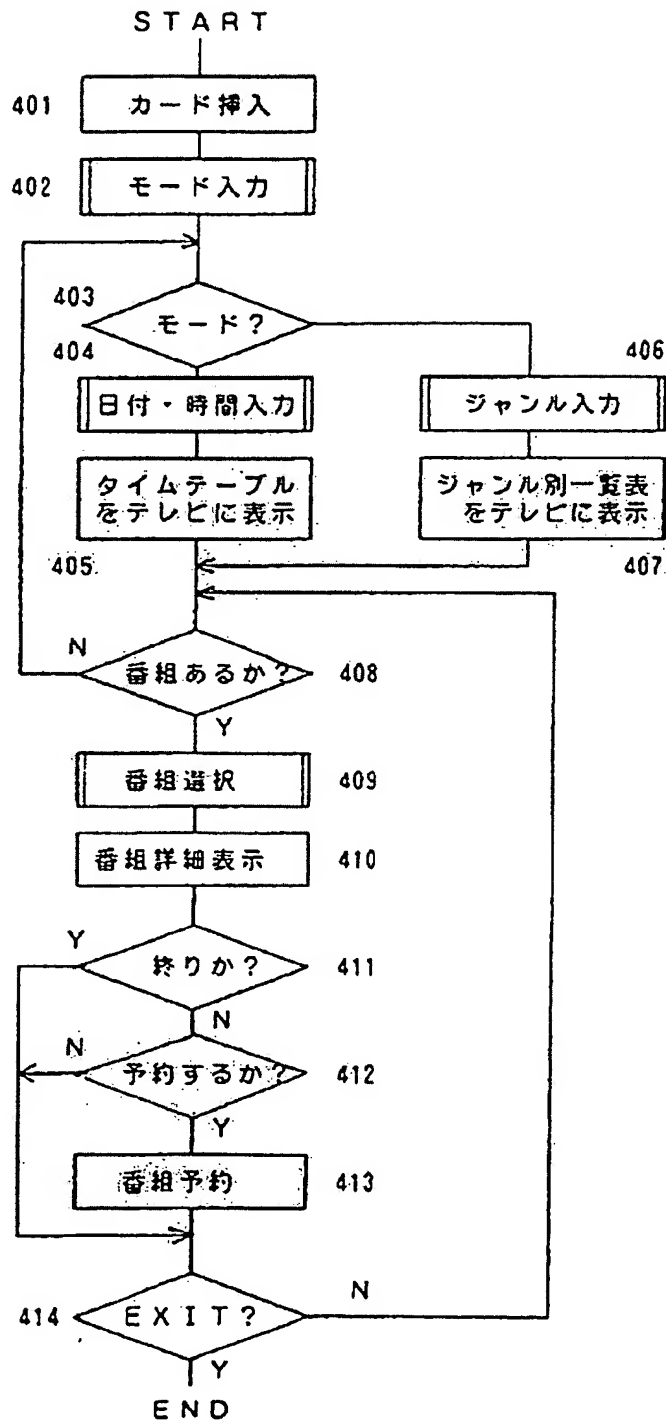 START
401
カード挿入
402
モード入力
403
モード?
404
406
日付・時間入力
ジャンル入力
タイムテーブル
をテレビに表示
ジャンル別一覧表
をテレビに表示
405
407
N
番組あるか?
408
Y
番組選択
409
番組詳細表示
410
Y
終りか?
411
N
N
予約するか?
412
Y
番組予約
413
N
414
EXIT?
Y
END